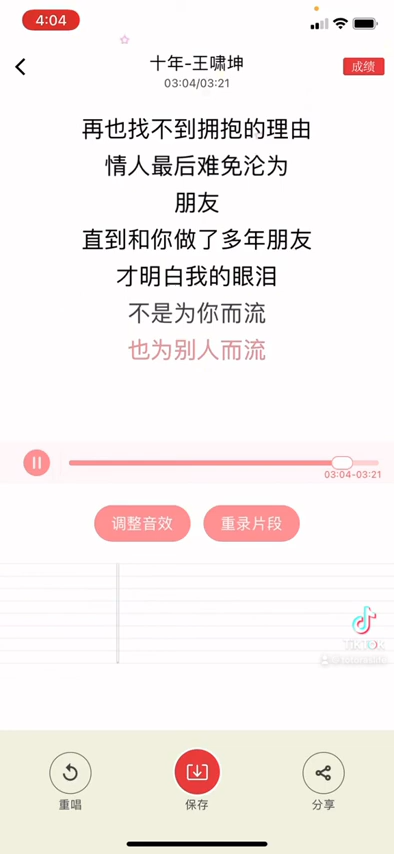 4:04
十年-王啸坤
03:04/03:21
成绩
再也找不到拥抱的理由
情人最后难免沦为
朋友
直到和你做了多年朋友
才明白我的眼泪
不是为你而流
也为别人而流
03:04-03:21
调整音效
重录片段
TikTok
重唱
保存
分享